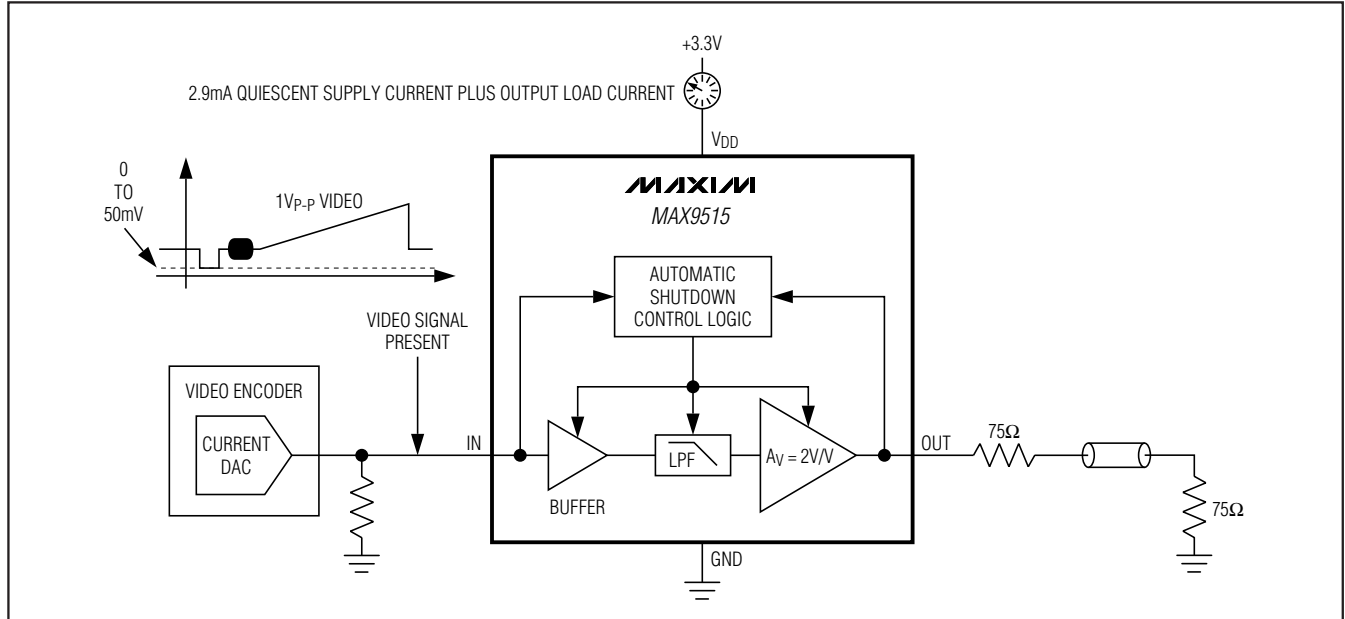 +3.3V
2.9mA QUIESCENT SUPPLY CURRENT PLUS OUTPUT LOAD CURRENT
VDD
0
TO
50mV
1VP-P VIDEO
MAXIM
MAX9515
AUTOMATIC
SHUTDOWN
CONTROL LOGIC
VIDEO SIGNAL
PRESENT
VIDEO ENCODER
CURRENT
DAC
IN
BUFFER
LPF
AV = 2V/V
OUT
75Ω
75Ω
GND